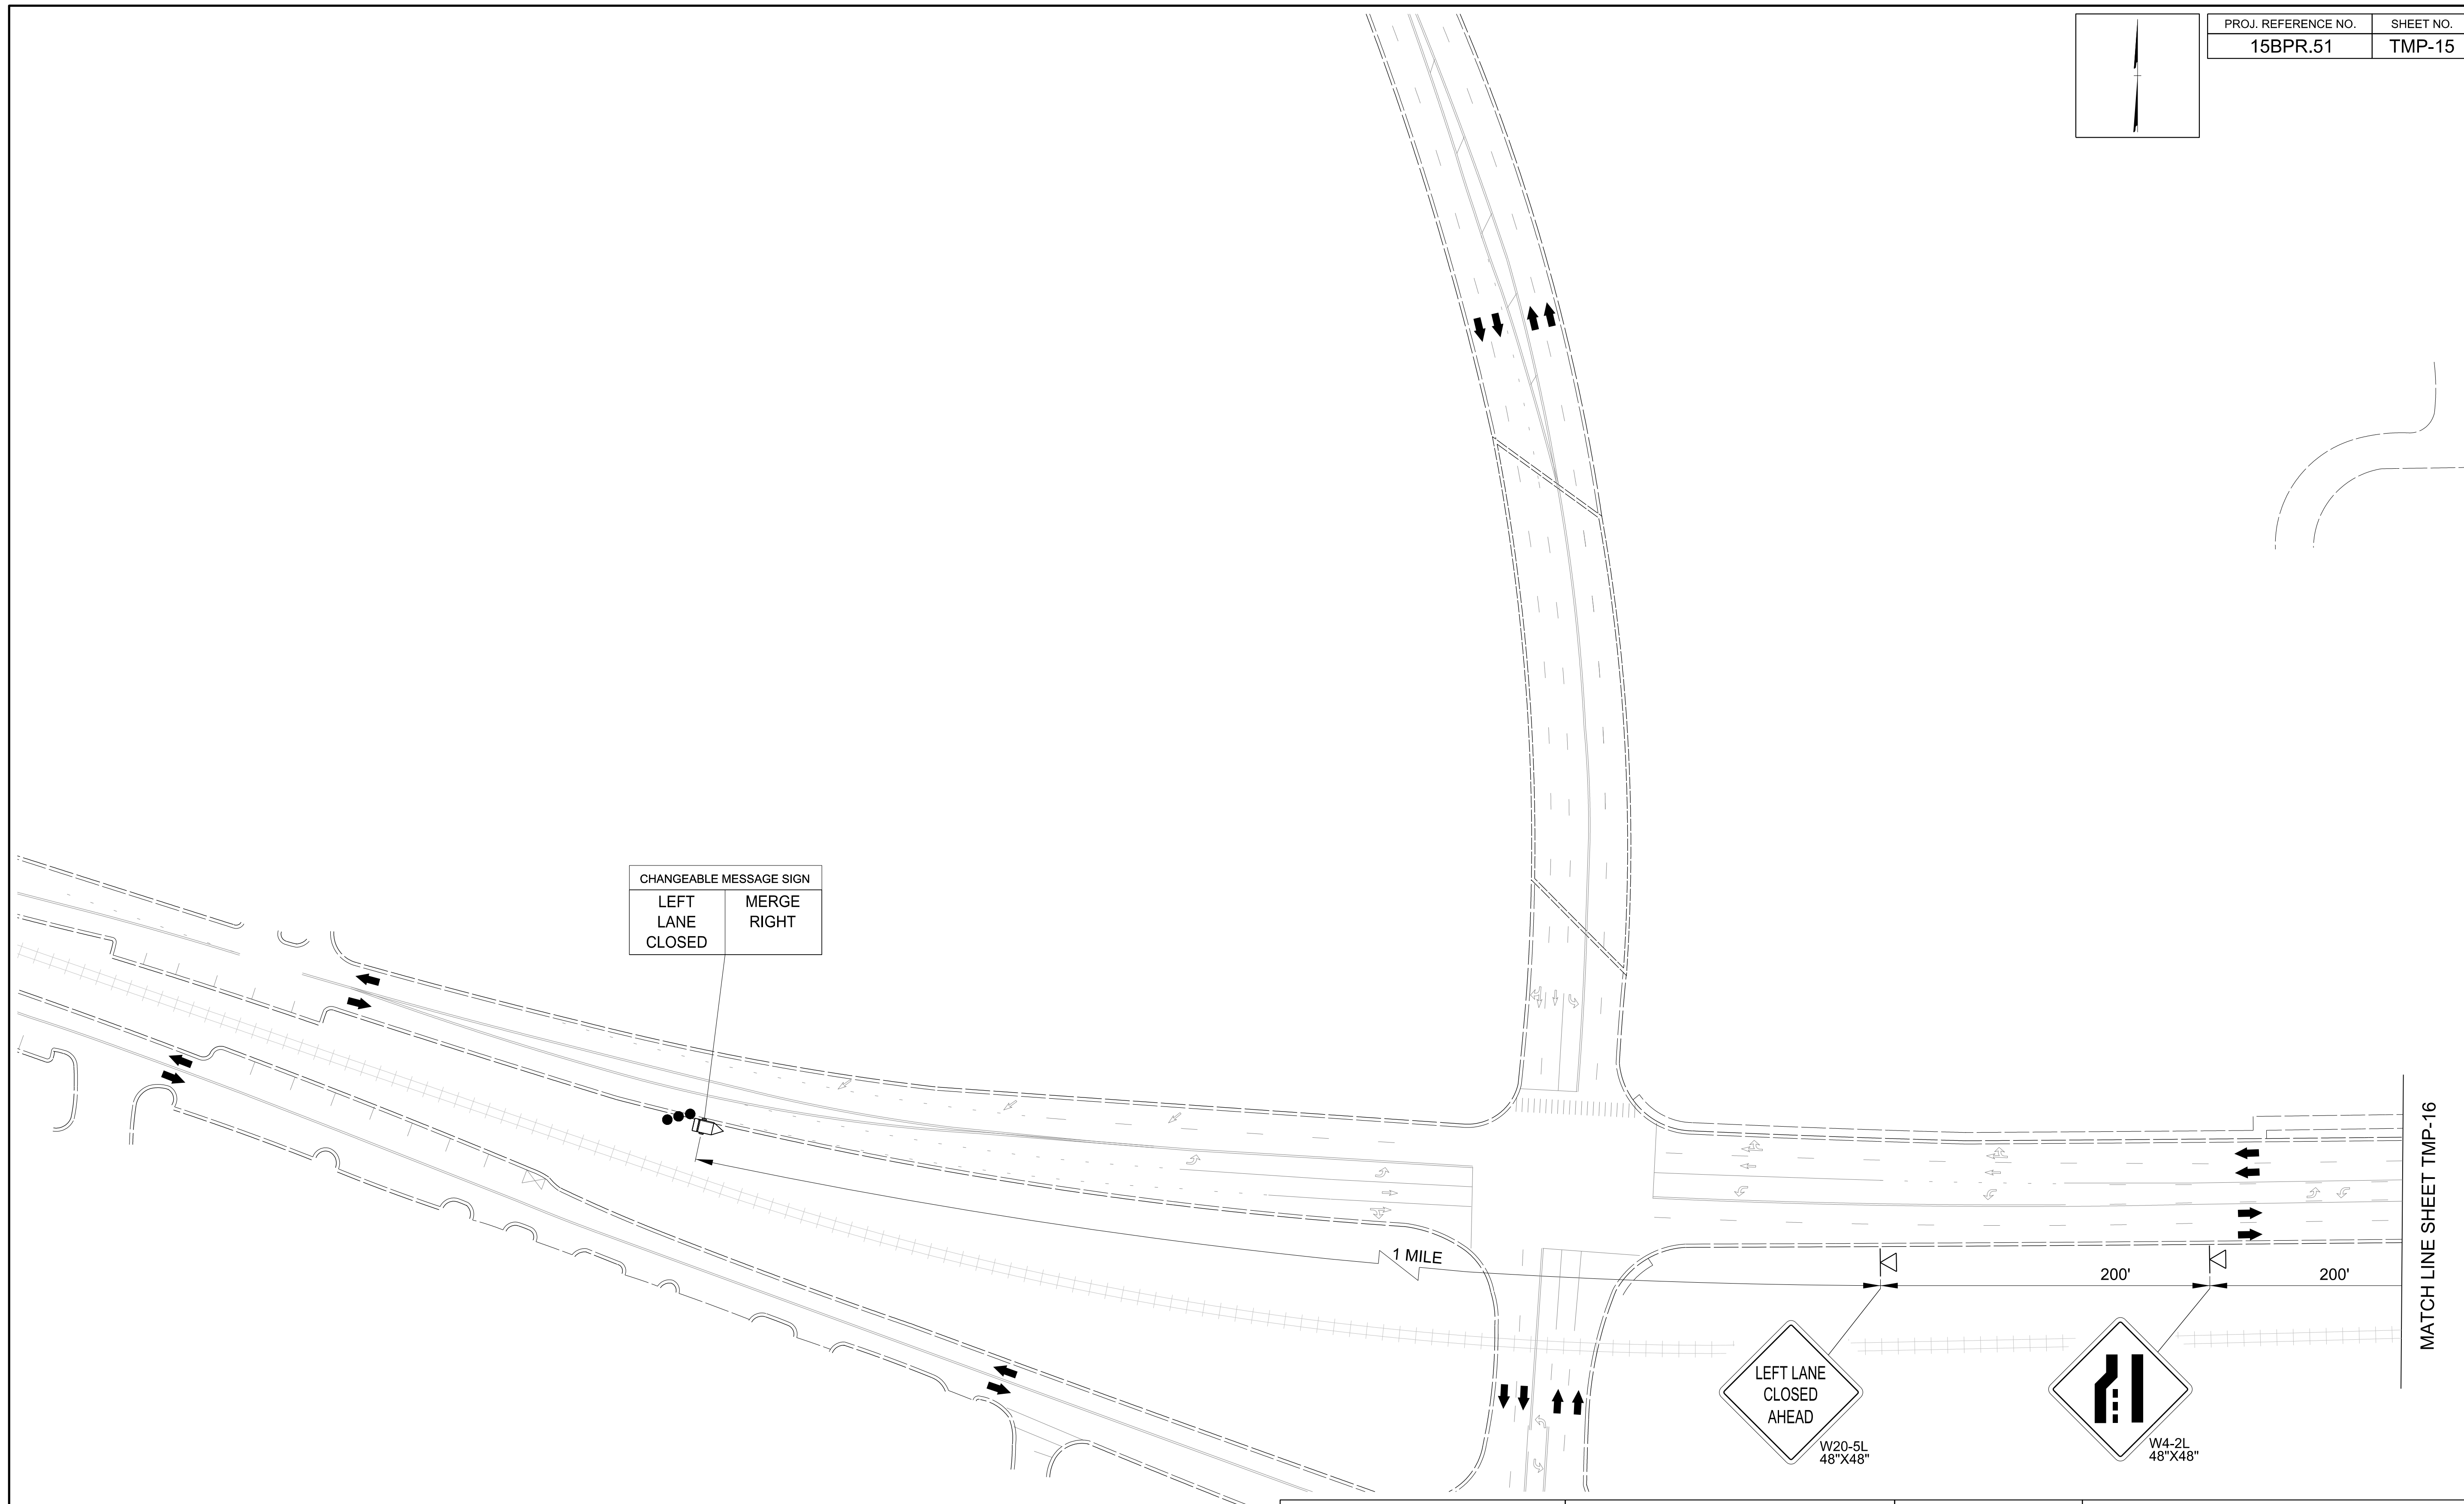 PROJ. REFERENCE NO. SHEET NO.
15BPR.51 TMP-15
CHANGEABLE MESSAGE SIGN
LEFT
LANE
CLOSED
MERGE
RIGHT
1 MILE
200'
200'
MATCH LINE SHEET TMP-16
LEFT LANE
CLOSED
AHEAD
W20-5L
48"X48"
W4-2L
48"X48"